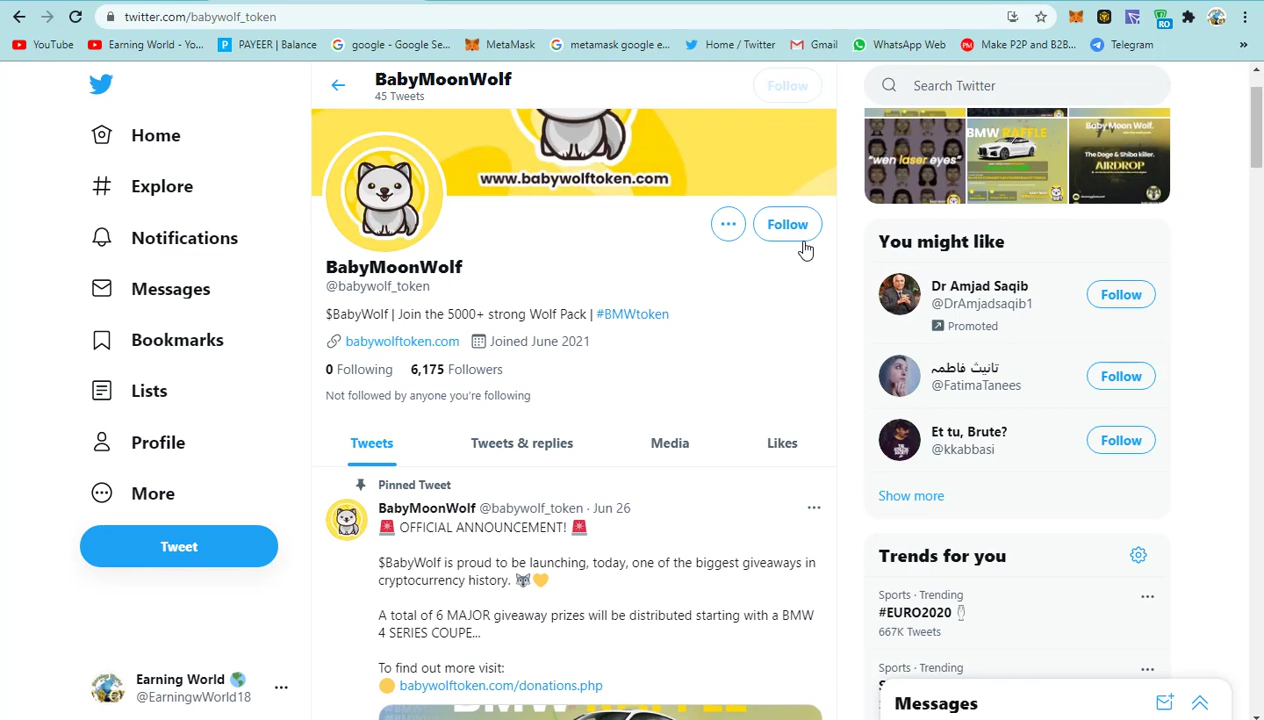 twitter.com/babywolf_token
YouTube
Earning World - Yo...
PAYEER | Balance
google - Google Se...
MetaMask
metamask google e...
Home / Twitter
Gmail
WhatsApp Web
Make P2P and B2B...
Telegram
RO
»
BabyMoonWolf
45 Tweets
Follow
Search Twitter
Home
Explore
Notifications
Messages
Bookmarks
Lists
Profile
More
Tweet
Earning World
@EarningwWorld18
www.babywolftoken.com
Follow
BabyMoonWolf
@babywolf_token
$BabyWolf | Join the 5000+ strong Wolf Pack | #BMWtoken
babywolftoken.com Joined June 2021
0 Following 6,175 Followers
Not followed by anyone you're following
Tweets Tweets & replies Media Likes
Pinned Tweet
BabyMoonWolf @babywolf_token · Jun 26
🚨 OFFICIAL ANNOUNCEMENT! 🚨
$BabyWolf is proud to be launching, today, one of the biggest giveaways in
cryptocurrency history. 🐺💛
A total of 6 MAJOR giveaway prizes will be distributed starting with a BMW
4 SERIES COUPE...
To find out more visit:
🟡 babywolftoken.com/donations.php
"wen laser eyes"
BMW RAFFLE
Baby Moon Wolf.
The Doge & Shiba killer.
AIRDROP
You might like
Dr Amjad Saqib
@DrAmjadsaqib1
Promoted
Follow
تانیث فاطمہ
@FatimaTanees
Follow
Et tu, Brute?
@kkabbasi
Follow
Show more
Trends for you
Sports · Trending
#EURO2020
667K Tweets
Sports · Trending
Messages